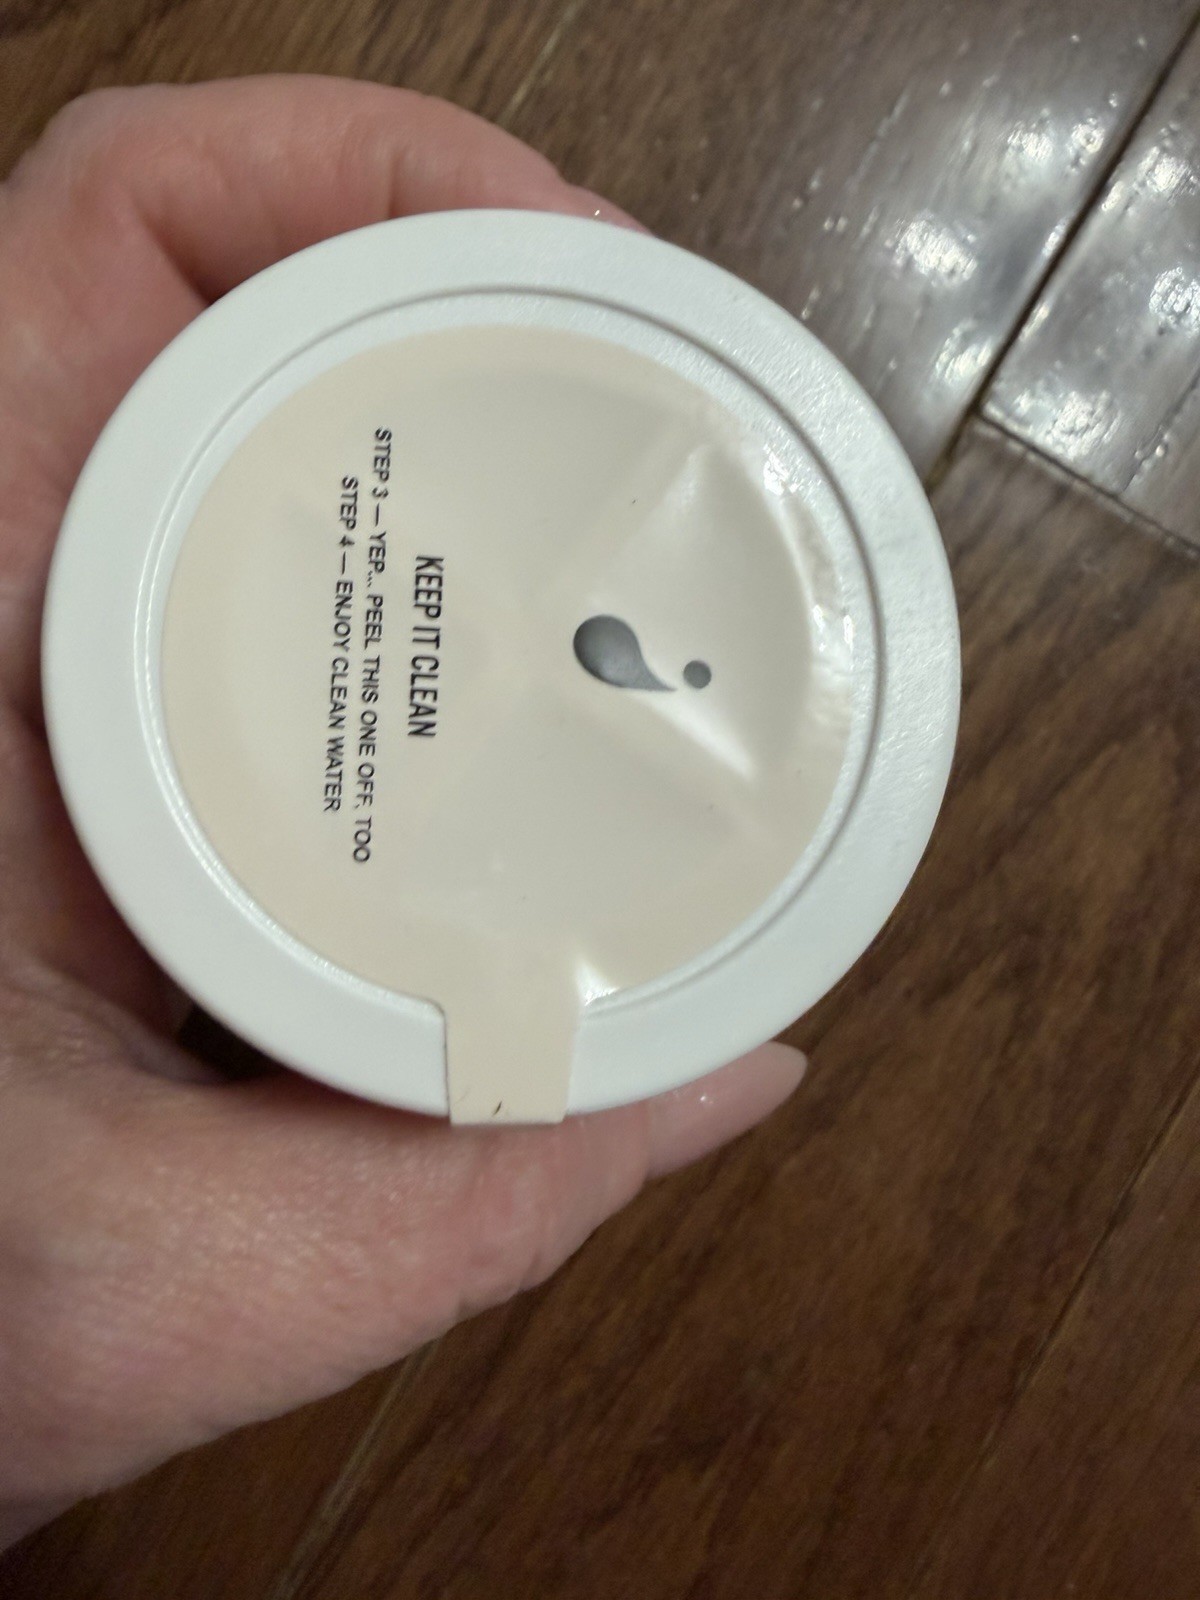 KEEP IT CLEAN
STEP 3 — YEP... PEEL THIS ONE OFF, TOO
STEP 4 — ENJOY CLEAN WATER